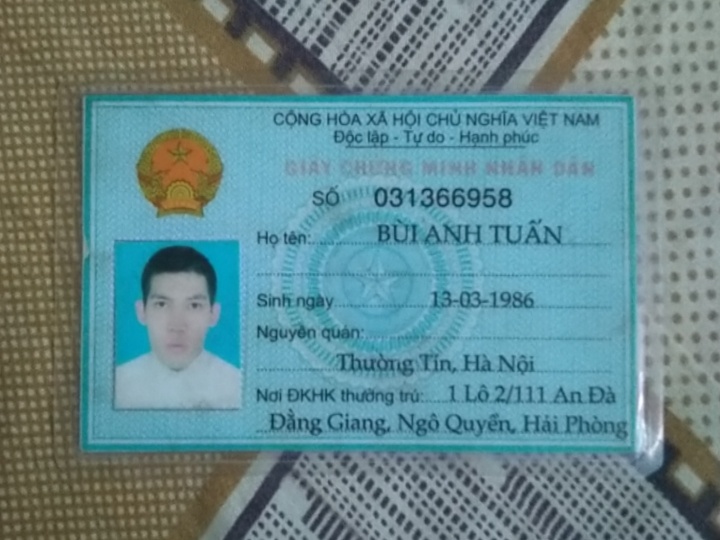 CỘNG HÒA XÃ HỘI CHỦ NGHĨA VIỆT NAM
Độc lập - Tự do - Hạnh phúc
GIẤY CHỨNG MINH NHÂN DÂN
SỐ 031366958
Họ tên: BÙI ANH TUẤN
Sinh ngày 13-03-1986
Nguyên quán:
Thường Tín, Hà Nội
Nơi ĐKHK thường trú: 1 Lô 2/111 An Đà
Đằng Giang, Ngô Quyền, Hải Phòng